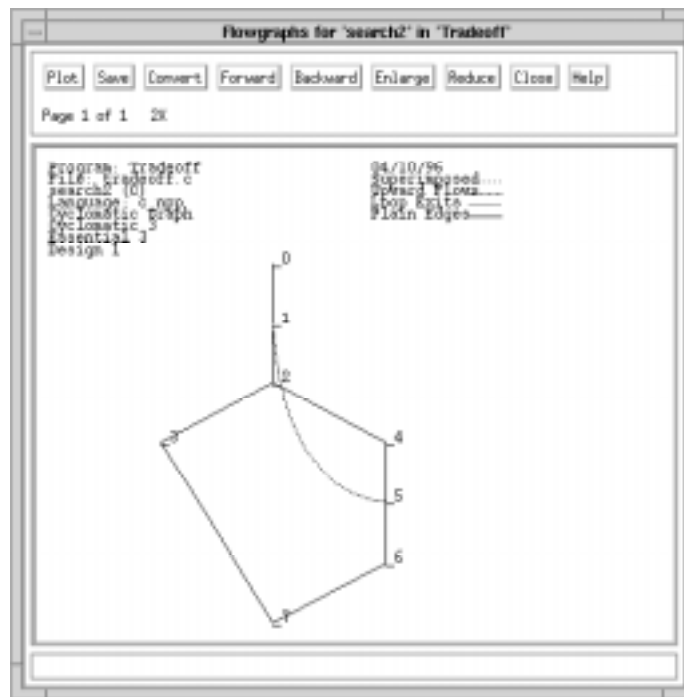 Flowgraphs for 'search2' in 'Tradeoff'
Plot Save Convert Forward Backward Enlarge Reduce Close Help
Page 1 of 1 2X
Program: Tradeoff
File: tradeoff.c
search2 [C]
Language: c_npp
Cyclomatic Graph
Cyclomatic 3
Essential 3
Design 1
04/10/96
Superimposed....
Upward Flows
Loop Exits
Plain Edges
0
1
2
3
4
5
6
7